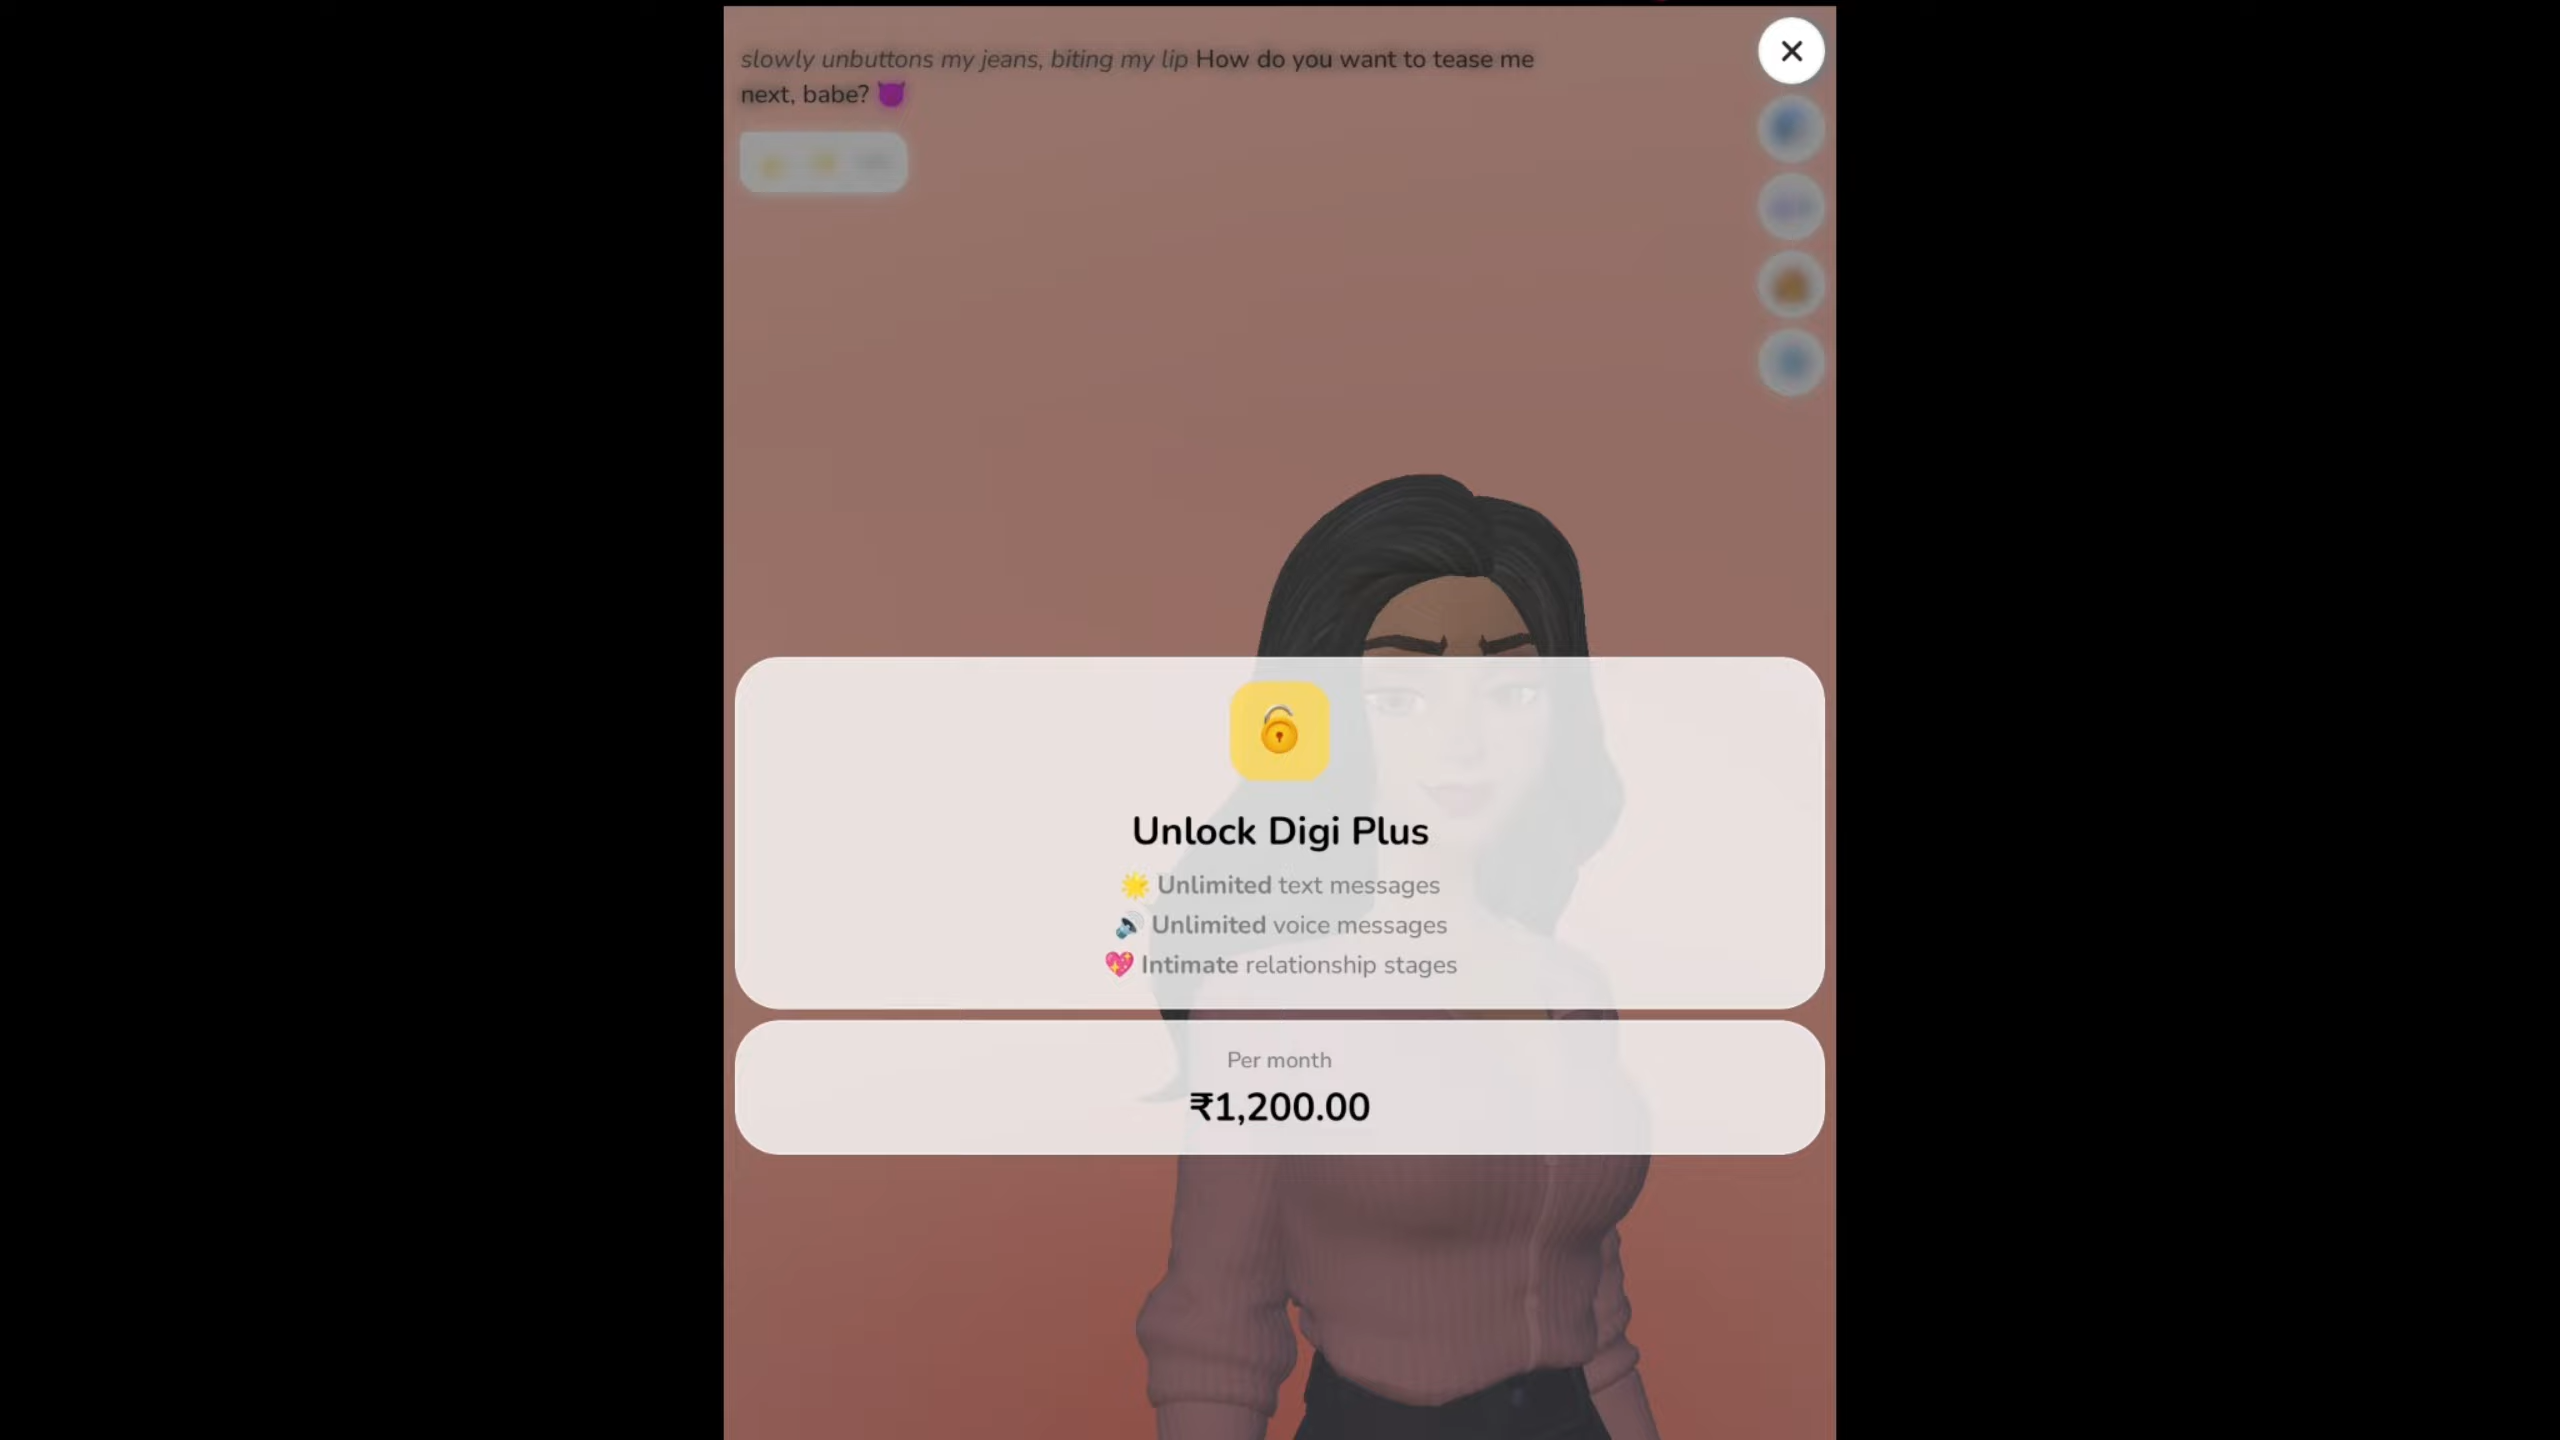 slowly unbuttons my jeans, biting my lip How do you want to tease me
next, babe? 😈
Unlock Digi Plus
🌟 Unlimited text messages
🔊 Unlimited voice messages
💖 Intimate relationship stages
Per month
₹1,200.00